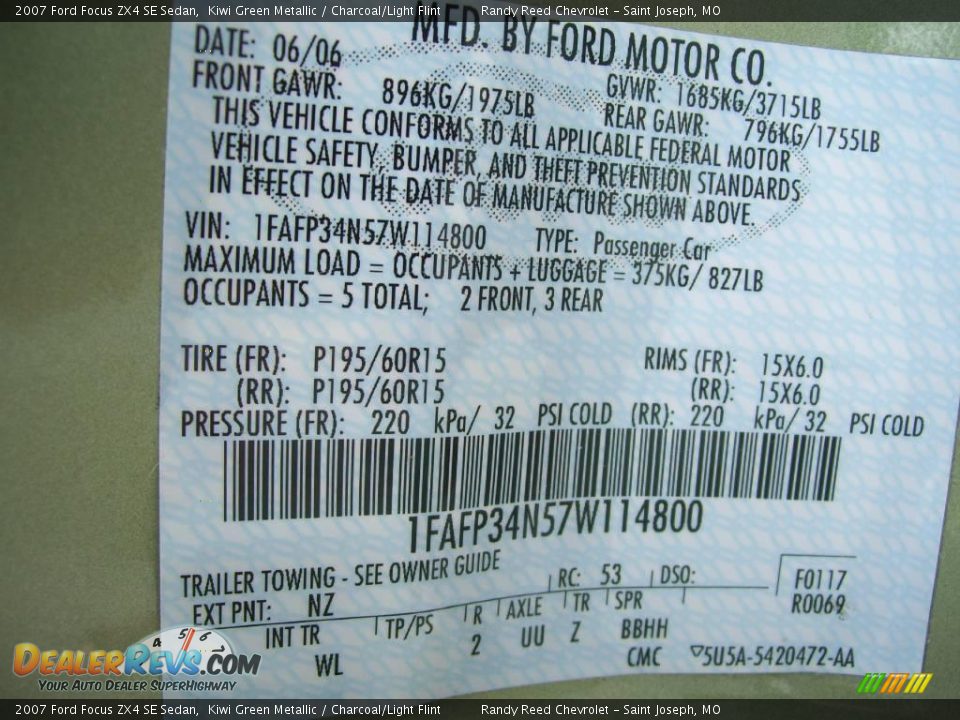 2007 Ford Focus ZX4 SE Sedan, Kiwi Green Metallic / Charcoal/Light Flint Randy Reed Chevrolet - Saint Joseph, MO
MFD. BY FORD MOTOR CO.
DATE: 06/06 GVWR: 1685KG/3715LB
FRONT GAWR: 896KG/1975LB REAR GAWR: 796KG/1755LB
THIS VEHICLE CONFORMS TO ALL APPLICABLE FEDERAL MOTOR
VEHICLE SAFETY, BUMPER, AND THEFT PREVENTION STANDARDS
IN EFFECT ON THE DATE OF MANUFACTURE SHOWN ABOVE.
VIN: 1FAFP34N57W114800 TYPE: Passenger Car
MAXIMUM LOAD = OCCUPANTS + LUGGAGE = 375KG/ 827LB
OCCUPANTS = 5 TOTAL; 2 FRONT, 3 REAR
TIRE (FR): P195/60R15 RIMS (FR): 15X6.0
(RR): P195/60R15 (RR): 15X6.0
PRESSURE (FR): 220 kPa/ 32 PSI COLD (RR): 220 kPa/ 32 PSI COLD
1FAFP34N57W114800
TRAILER TOWING - SEE OWNER GUIDE RC: 53 DSO: F0117
EXT PNT: NZ R0069
INT TR TP/PS R AXLE TR SPR
WL 2 UU Z BBHH
CMC 5U5A-5420472-AA
4 5 6
DEALERREVS.COM
YOUR AUTO DEALER SUPERHIGHWAY
2007 Ford Focus ZX4 SE Sedan, Kiwi Green Metallic / Charcoal/Light Flint Randy Reed Chevrolet - Saint Joseph, MO